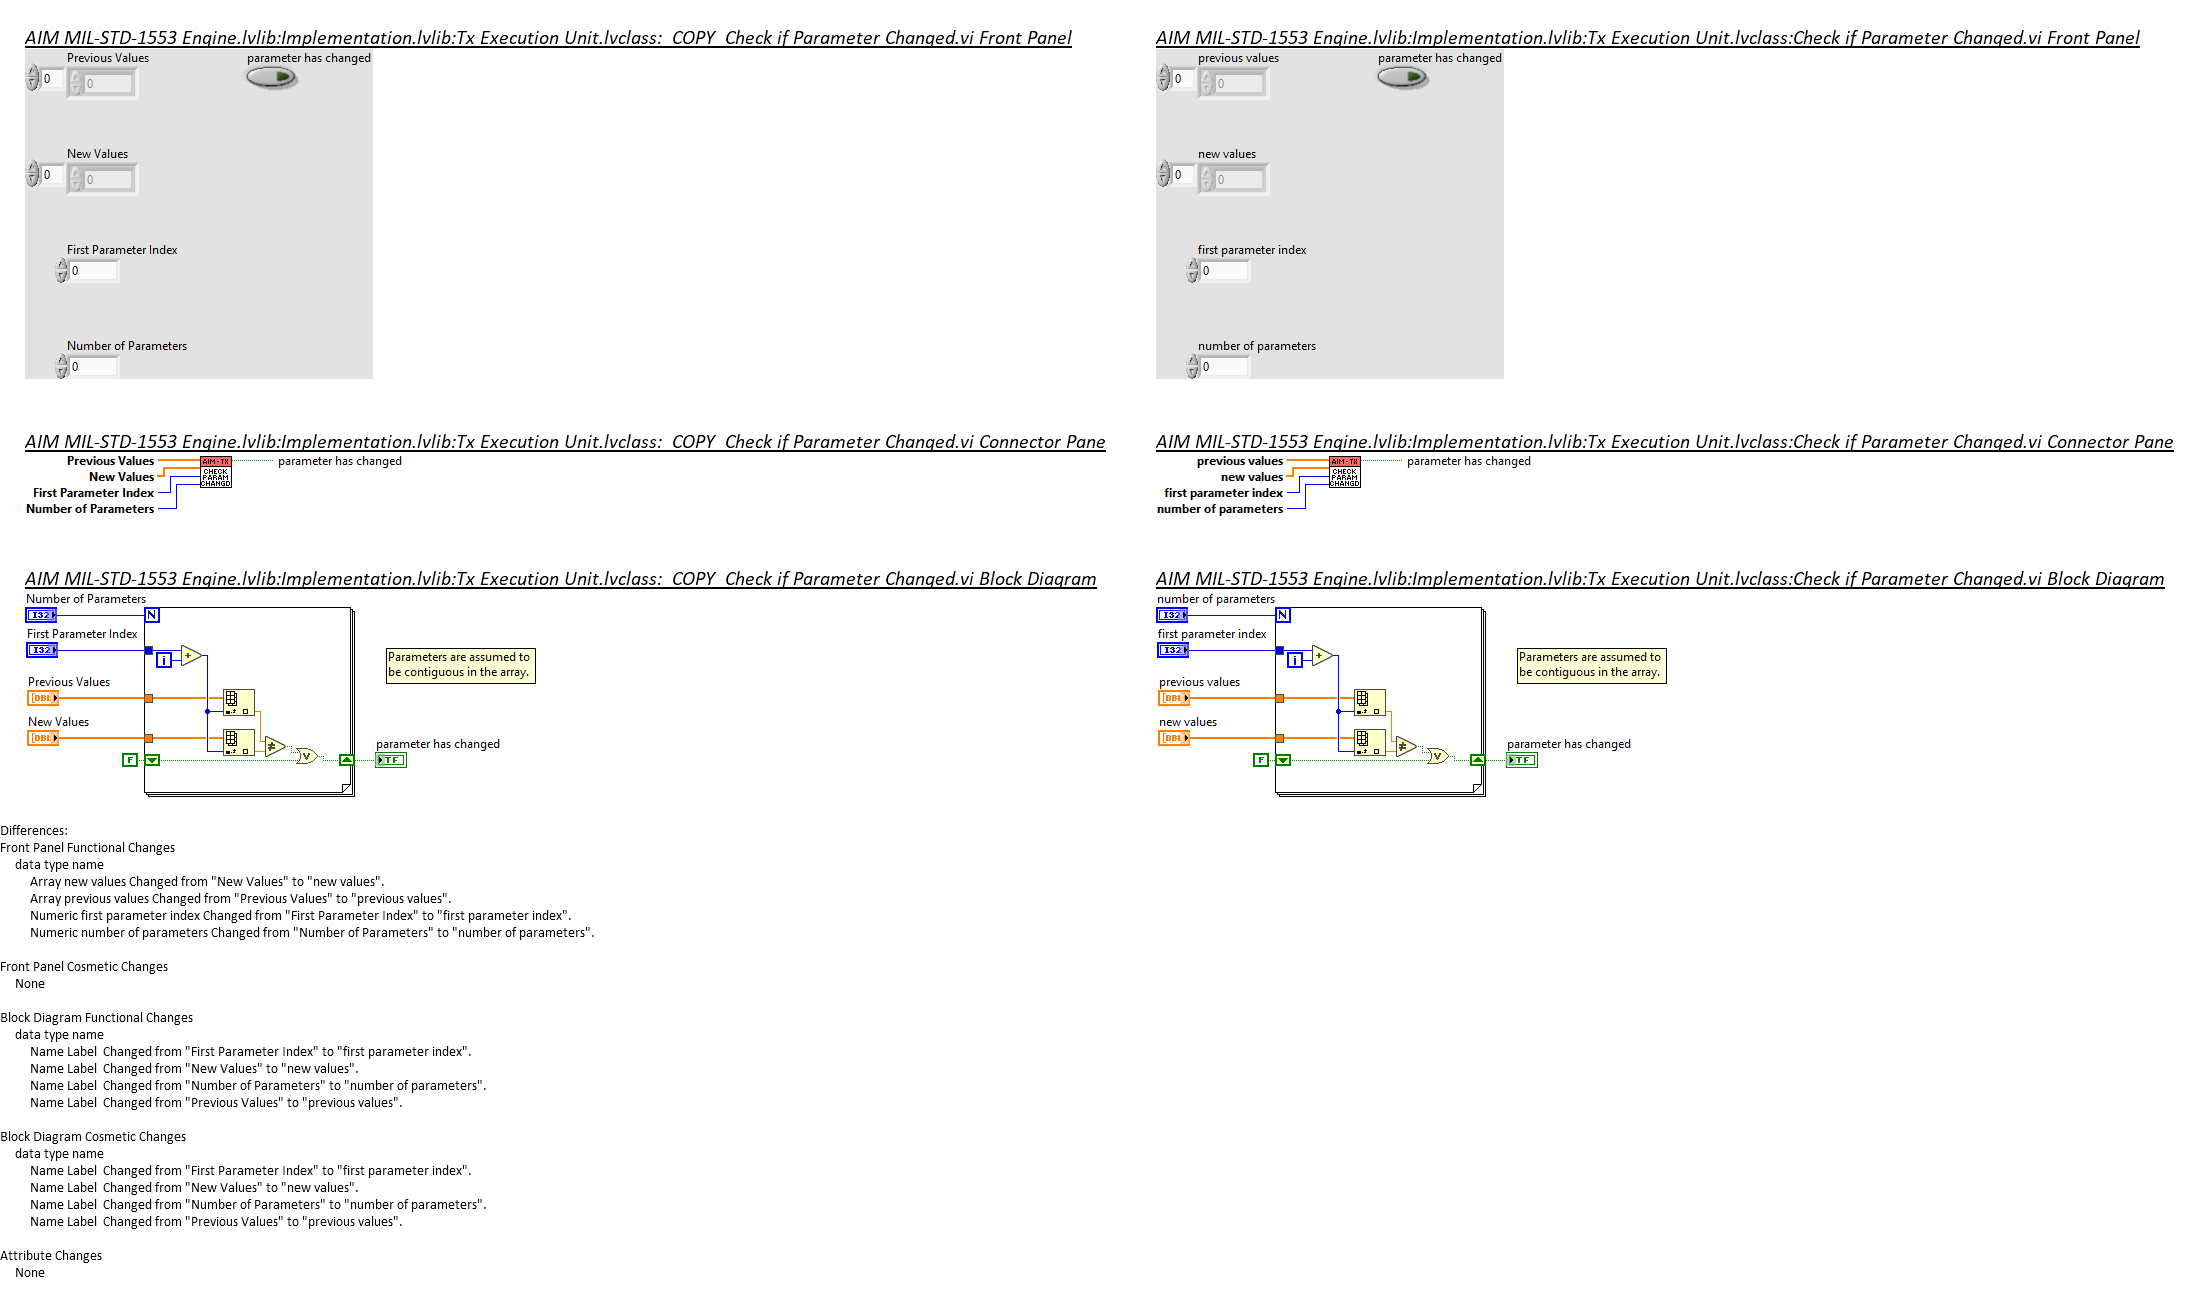 AIM MIL-STD-1553 Engine.lvlib:Implementation.lvlib:Tx Execution Unit.lvclass:_COPY_Check if Parameter Changed.vi Front Panel
Previous Values
parameter has changed
0
0
New Values
0
0
First Parameter Index
0
Number of Parameters
0
AIM MIL-STD-1553 Engine.lvlib:Implementation.lvlib:Tx Execution Unit.lvclass:Check if Parameter Changed.vi Front Panel
previous values
parameter has changed
0
0
new values
0
0
first parameter index
0
number of parameters
0
AIM MIL-STD-1553 Engine.lvlib:Implementation.lvlib:Tx Execution Unit.lvclass:_COPY_Check if Parameter Changed.vi Connector Pane
Previous Values
New Values
First Parameter Index
Number of Parameters
AIM-TX
CHECK
PARAM
CHANGD
parameter has changed
AIM MIL-STD-1553 Engine.lvlib:Implementation.lvlib:Tx Execution Unit.lvclass:Check if Parameter Changed.vi Connector Pane
previous values
new values
first parameter index
number of parameters
AIM-TX
CHECK
PARAM
CHANGD
parameter has changed
AIM MIL-STD-1553 Engine.lvlib:Implementation.lvlib:Tx Execution Unit.lvclass:_COPY_Check if Parameter Changed.vi Block Diagram
Number of Parameters
I32
N
First Parameter Index
I32
i
+
Parameters are assumed to
be contiguous in the array.
Previous Values
[DBL]
New Values
[DBL]
≠
V
parameter has changed
F
TF
AIM MIL-STD-1553 Engine.lvlib:Implementation.lvlib:Tx Execution Unit.lvclass:Check if Parameter Changed.vi Block Diagram
number of parameters
I32
N
first parameter index
I32
i
+
Parameters are assumed to
be contiguous in the array.
previous values
[DBL]
new values
[DBL]
≠
V
parameter has changed
F
TF
Differences:
Front Panel Functional Changes
data type name
Array new values Changed from "New Values" to "new values".
Array previous values Changed from "Previous Values" to "previous values".
Numeric first parameter index Changed from "First Parameter Index" to "first parameter index".
Numeric number of parameters Changed from "Number of Parameters" to "number of parameters".
Front Panel Cosmetic Changes
None
Block Diagram Functional Changes
data type name
Name Label  Changed from "First Parameter Index" to "first parameter index".
Name Label  Changed from "New Values" to "new values".
Name Label  Changed from "Number of Parameters" to "number of parameters".
Name Label  Changed from "Previous Values" to "previous values".
Block Diagram Cosmetic Changes
data type name
Name Label  Changed from "First Parameter Index" to "first parameter index".
Name Label  Changed from "New Values" to "new values".
Name Label  Changed from "Number of Parameters" to "number of parameters".
Name Label  Changed from "Previous Values" to "previous values".
Attribute Changes
None